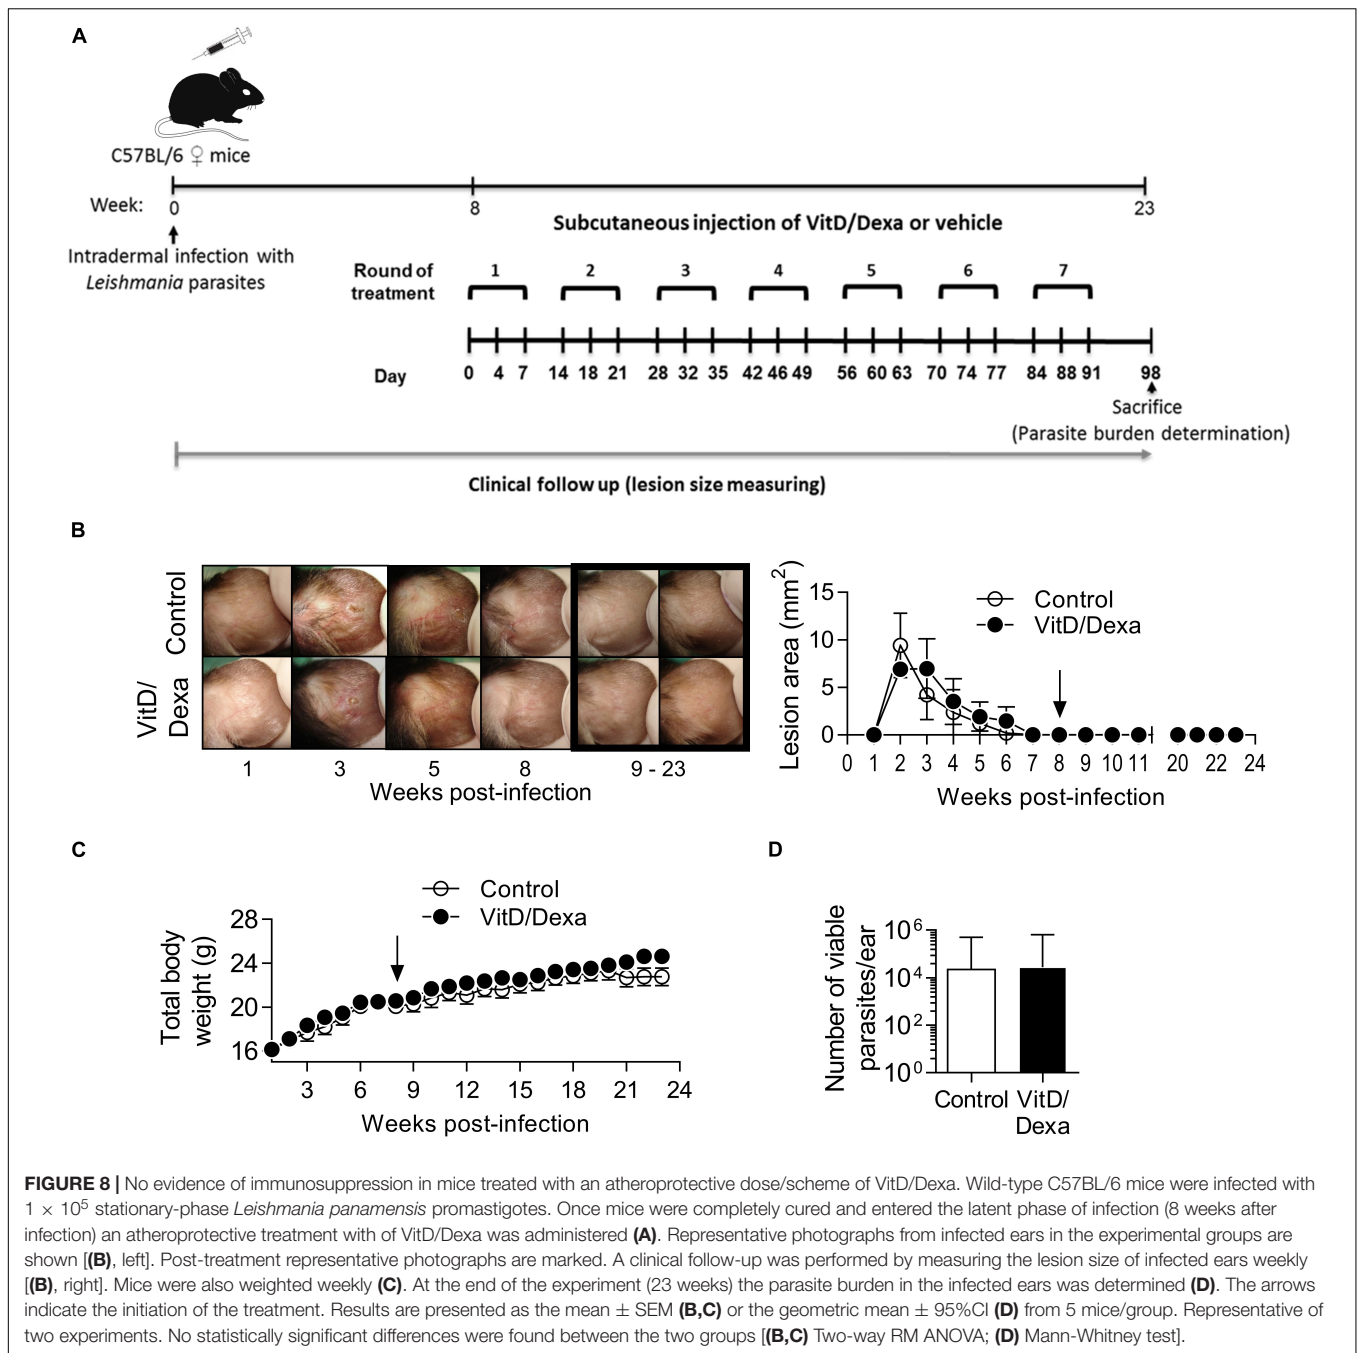 A
C57BL/6 ♀ mice
Week:
0
8
23
Intradermal infection with
Leishmania parasites
Subcutaneous injection of VitD/Dexa or vehicle
Round of
treatment
1 2 3 4 5 6 7
Day
0 4 7 14 18 21 28 32 35 42 46 49 56 60 63 70 74 77 84 88 91 98
Sacrifice
(Parasite burden determination)
Clinical follow up (lesion size measuring)
B
Control
VitD/
Dexa
1 3 5 8 9 - 23
Weeks post-infection
Lesion area (mm2)
15
10
5
0
Control
VitD/Dexa
0 1 2 3 4 5 6 7 8 9 10 11 20 22 24
Weeks post-infection
C
Control
VitD/Dexa
Total body
weight (g)
28
24
20
16
3 6 9 12 15 18 21 24
Weeks post-infection
D
Number of viable
parasites/ear
10^6
10^4
10^2
10^0
Control VitD/
Dexa
FIGURE 8 | No evidence of immunosuppression in mice treated with an atheroprotective dose/scheme of VitD/Dexa. Wild-type C57BL/6 mice were infected with
1 × 10^5 stationary-phase Leishmania panamensis promastigotes. Once mice were completely cured and entered the latent phase of infection (8 weeks after
infection) an atheroprotective treatment with of VitD/Dexa was administered (A). Representative photographs from infected ears in the experimental groups are
shown [(B), left]. Post-treatment representative photographs are marked. A clinical follow-up was performed by measuring the lesion size of infected ears weekly
[(B), right]. Mice were also weighted weekly (C). At the end of the experiment (23 weeks) the parasite burden in the infected ears was determined (D). The arrows
indicate the initiation of the treatment. Results are presented as the mean ± SEM (B,C) or the geometric mean ± 95%CI (D) from 5 mice/group. Representative of
two experiments. No statistically significant differences were found between the two groups [(B,C) Two-way RM ANOVA; (D) Mann-Whitney test].